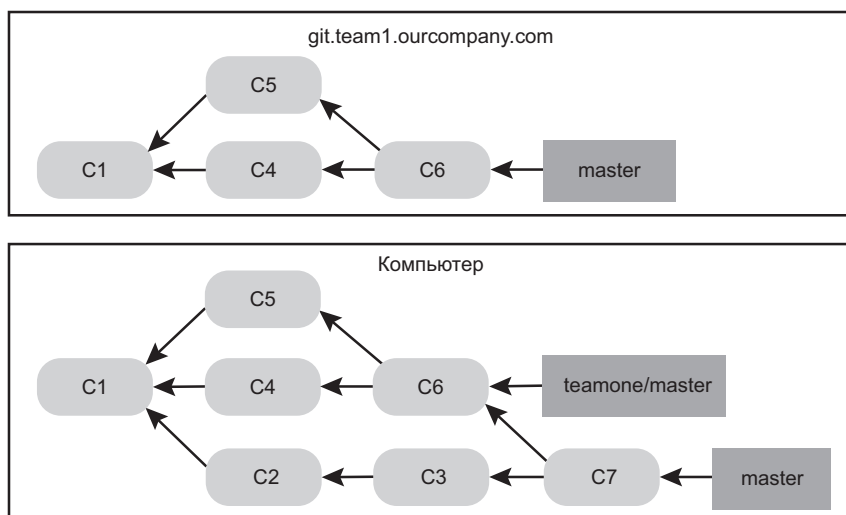 git.team1.ourcompany.com
C5
C1
C4
C6
master
Компьютер
C5
C1
C4
C6
teamone/master
C2
C3
C7
master